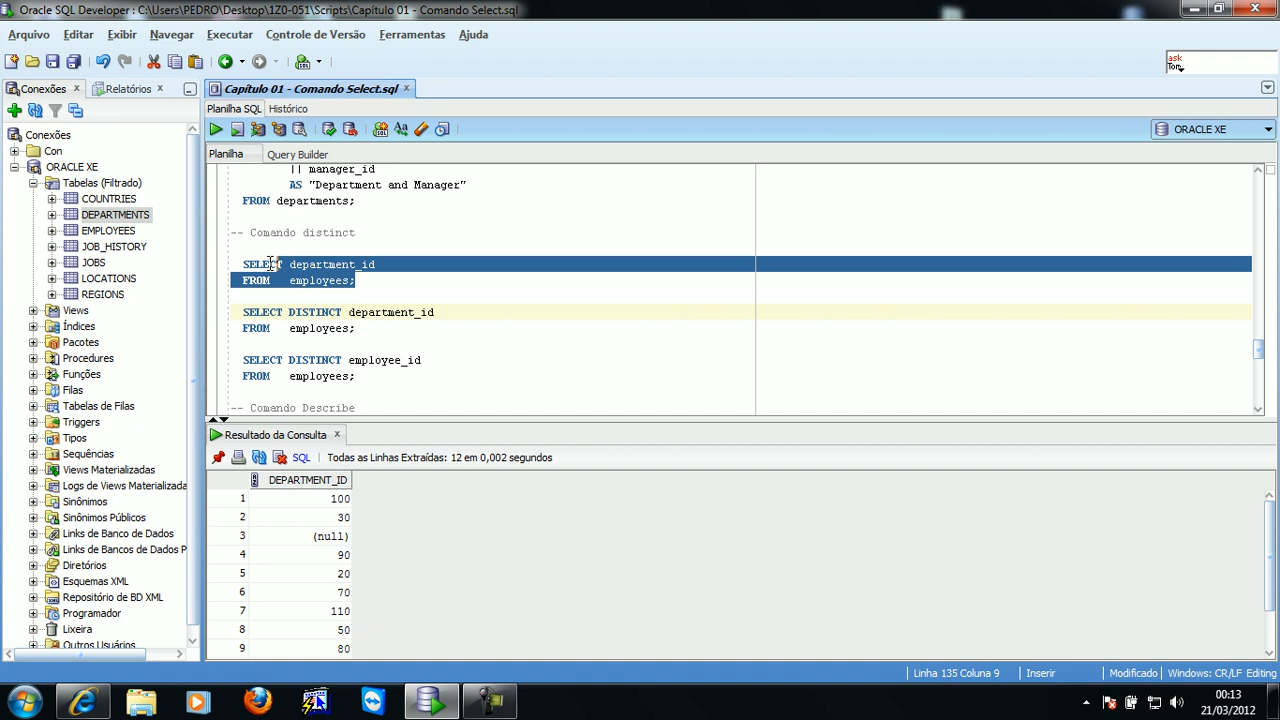 Oracle SQL Developer : C:\Users\PEDRO\Desktop\1Z0-051\Scripts\Capítulo 01 - Comando Select.sql
Arquivo Editar Exibir Navegar Executar Controle de Versão Ferramentas Ajuda
ask
Tom
Conexões Relatórios Capítulo 01 - Comando Select.sql
Planilha SQL Histórico
ORACLE XE
Planilha Query Builder
Conexões
Con
ORACLE XE
Tabelas (Filtrado)
COUNTRIES
DEPARTMENTS
EMPLOYEES
JOB_HISTORY
JOBS
LOCATIONS
REGIONS
Views
Índices
Pacotes
Procedures
Funções
Filas
Tabelas de Filas
Triggers
Tipos
Sequências
Views Materializadas
Logs de Views Materializada
Sinônimos
Sinônimos Públicos
Links de Banco de Dados
Links de Bancos de Dados P
Diretórios
Esquemas XML
Repositório de BD XML
Programador
Lixeira
Outros Usuários
|| manager_id
AS "Department and Manager"
FROM departments;
-- Comando distinct
SELECT department_id
FROM employees;
SELECT DISTINCT department_id
FROM employees;
SELECT DISTINCT employee_id
FROM employees;
-- Comando Describe
Resultado da Consulta
SQL Todas as Linhas Extraídas: 12 em 0,002 segundos
DEPARTMENT_ID
1 100
2 30
3 (null)
4 90
5 20
6 70
7 110
8 50
9 80
Linha 135 Coluna 9 Inserir Modificado Windows: CR/LF Editing
00:13
21/03/2012